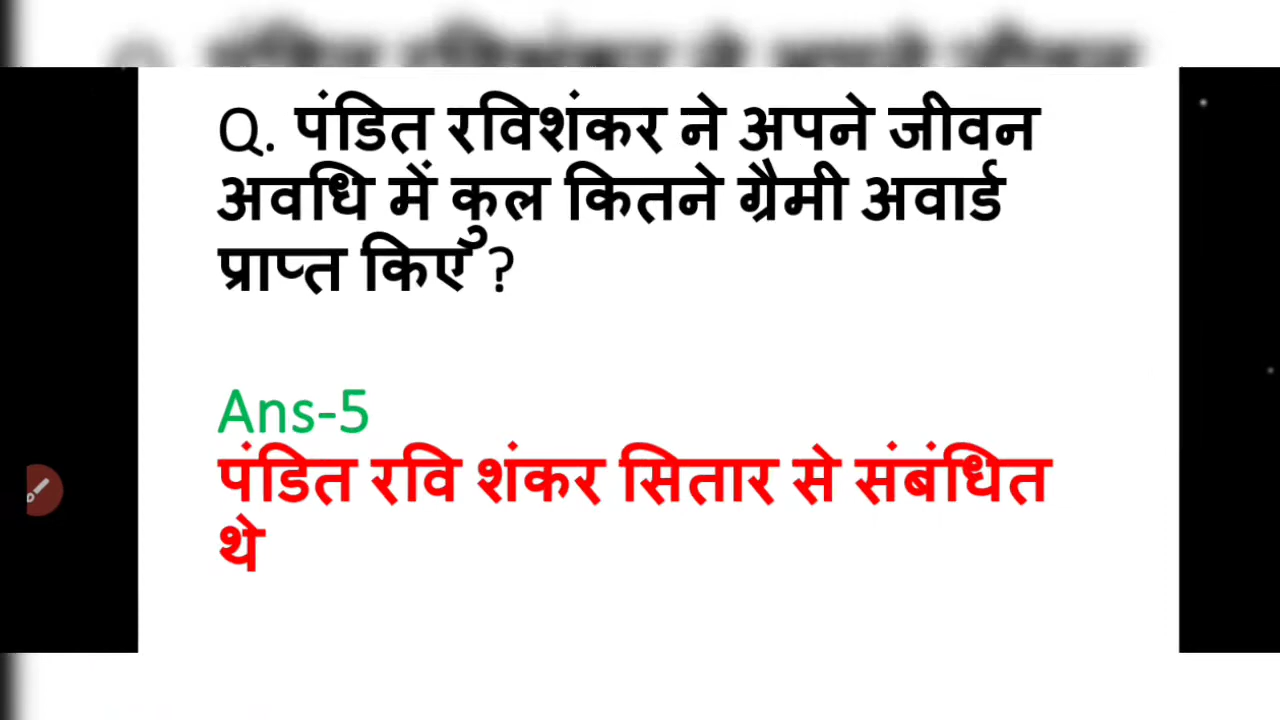 Q. पंडित रविशंकर ने अपने जीवन
अवधि में कुल कितने ग्रैमी अवार्ड
प्राप्त किए ?
Ans-5
पंडित रवि शंकर सितार से संबंधित
थे